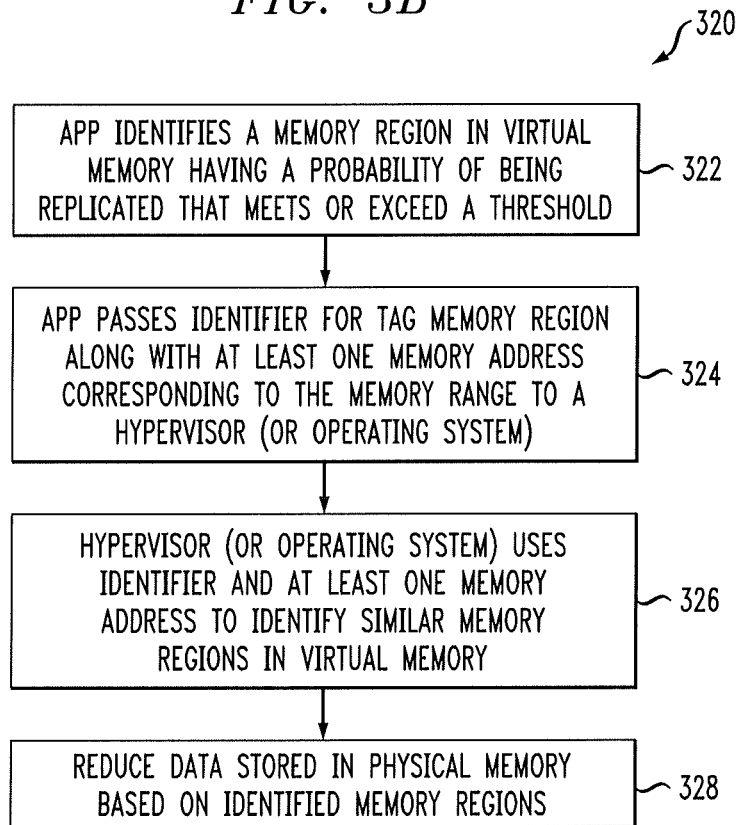 FIG. 3B
320
APP IDENTIFIES A MEMORY REGION IN VIRTUAL
MEMORY HAVING A PROBABILITY OF BEING
REPLICATED THAT MEETS OR EXCEED A THRESHOLD
322
APP PASSES IDENTIFIER FOR TAG MEMORY REGION
ALONG WITH AT LEAST ONE MEMORY ADDRESS
CORRESPONDING TO THE MEMORY RANGE TO A
HYPERVISOR (OR OPERATING SYSTEM)
324
HYPERVISOR (OR OPERATING SYSTEM) USES
IDENTIFIER AND AT LEAST ONE MEMORY
ADDRESS TO IDENTIFY SIMILAR MEMORY
REGIONS IN VIRTUAL MEMORY
326
REDUCE DATA STORED IN PHYSICAL MEMORY
BASED ON IDENTIFIED MEMORY REGIONS
328